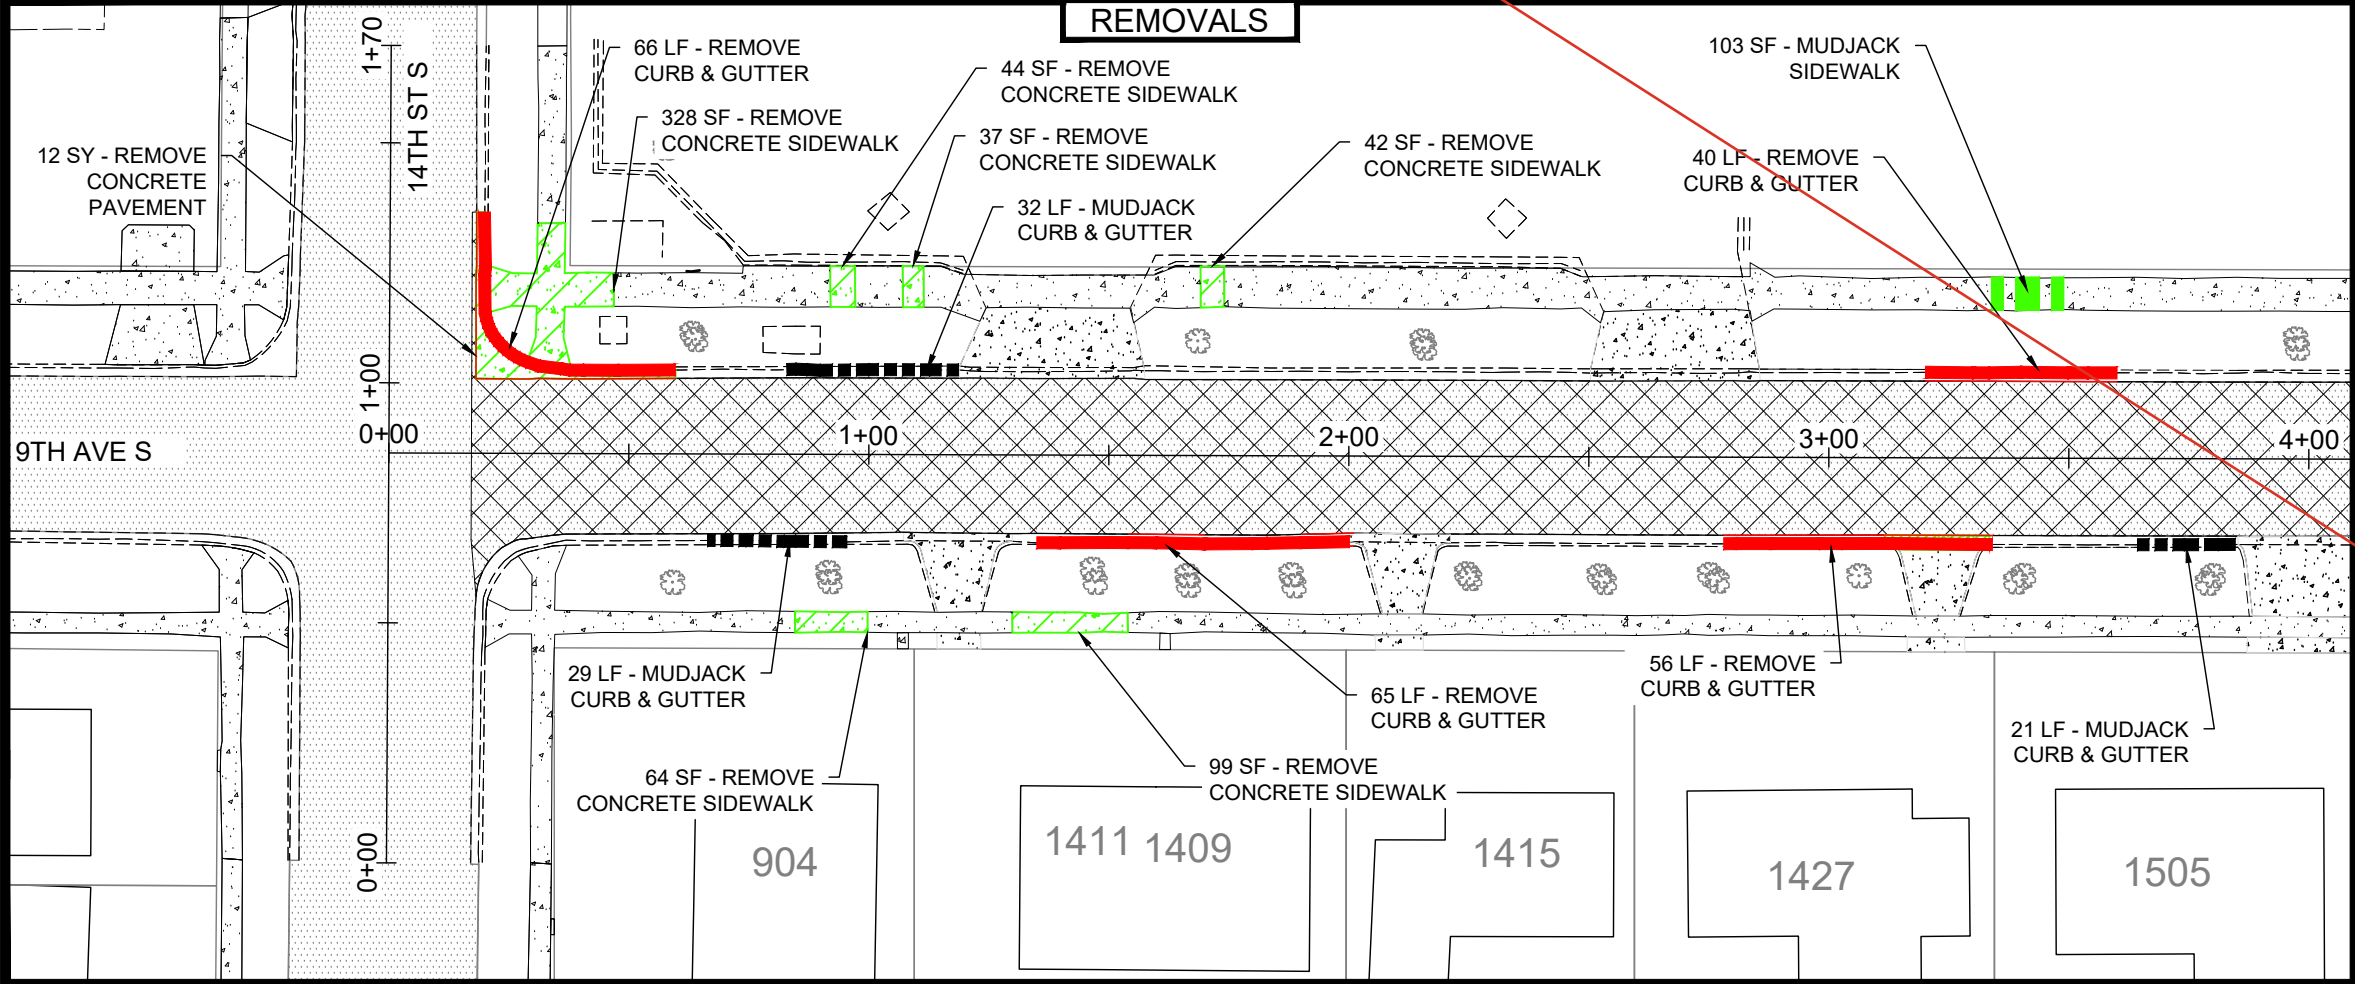 REMOVALS
1+70
14TH ST S
66 LF - REMOVE
CURB & GUTTER
328 SF - REMOVE
CONCRETE SIDEWALK
44 SF - REMOVE
CONCRETE SIDEWALK
37 SF - REMOVE
CONCRETE SIDEWALK
32 LF - MUDJACK
CURB & GUTTER
42 SF - REMOVE
CONCRETE SIDEWALK
103 SF - MUDJACK
SIDEWALK
40 LF - REMOVE
CURB & GUTTER
12 SY - REMOVE
CONCRETE
PAVEMENT
1+00
0+00
1+00
2+00
3+00
4+00
9TH AVE S
29 LF - MUDJACK
CURB & GUTTER
64 SF - REMOVE
CONCRETE SIDEWALK
65 LF - REMOVE
CURB & GUTTER
99 SF - REMOVE
CONCRETE SIDEWALK
56 LF - REMOVE
CURB & GUTTER
21 LF - MUDJACK
CURB & GUTTER
0+00
904
1411 1409
1415
1427
1505